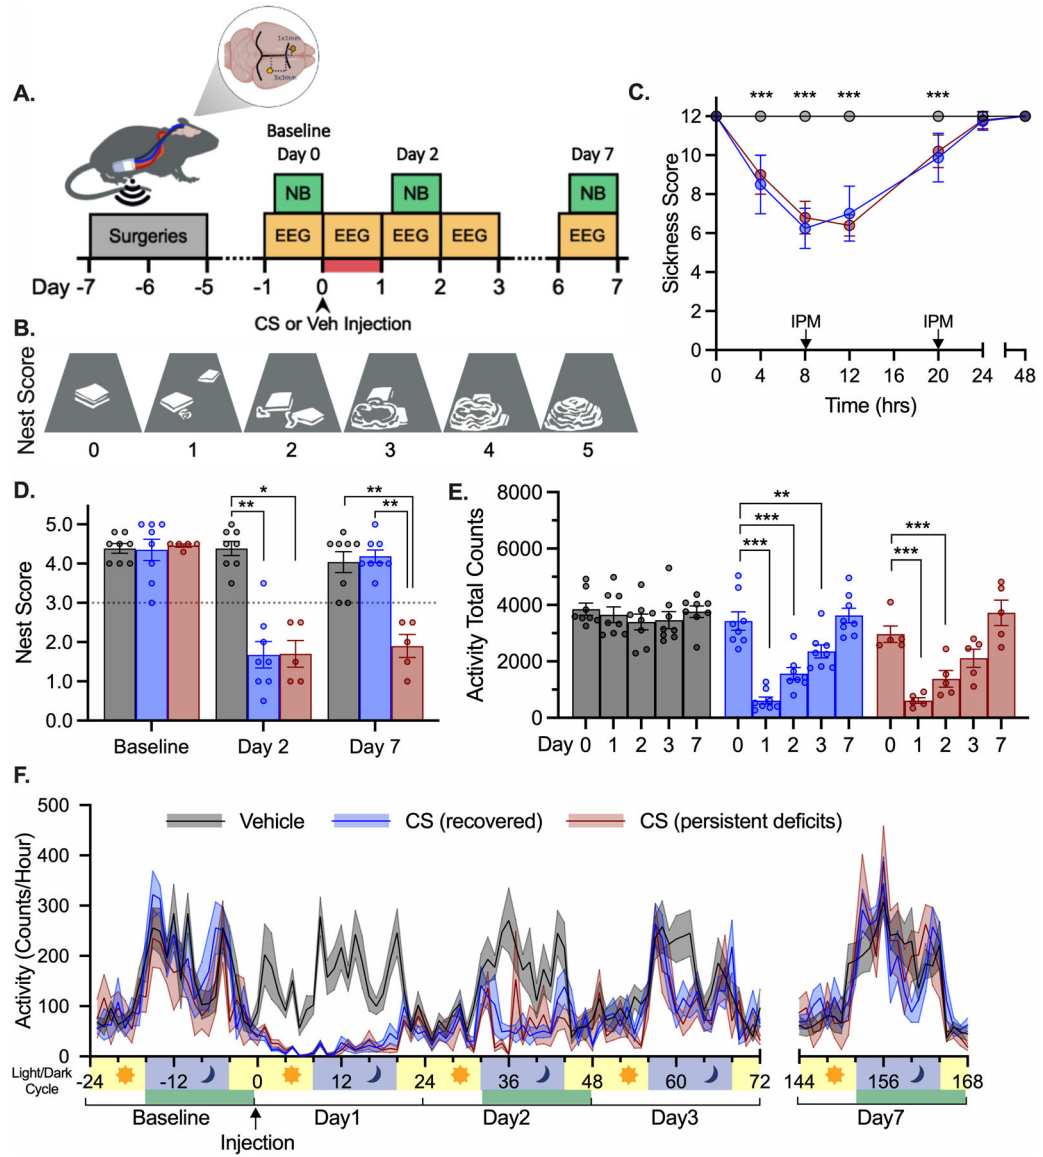 A.
1x1mm
3x3mm
Baseline
Day 0 Day 2 Day 7
NB NB NB
Surgeries EEG EEG EEG EEG EEG
Day -7 -6 -5 -1 0 1 2 3 6 7
CS or Veh Injection
B.
Nest Score
0 1 2 3 4 5
C.
*** *** *** ***
Sickness Score
12
10
8
6
4
2
0
IPM IPM
0 4 8 12 16 20 24 48
Time (hrs)
D.
Nest Score
5.0
4.0
3.0
2.0
1.0
0.0
* ** ** **
Baseline Day 2 Day 7
E.
Activity Total Counts
8000
6000
4000
2000
0
** *** *** *** ***
Day 0 1 2 3 7 0 1 2 3 7 0 1 2 3 7
F.
Activity (Counts/Hour)
500
400
300
200
100
0
Vehicle CS (recovered) CS (persistent deficits)
Light/Dark
Cycle
-24 -12 0 12 24 36 48 60 72 144 156 168
Baseline Day1 Day2 Day3 Day7
Injection